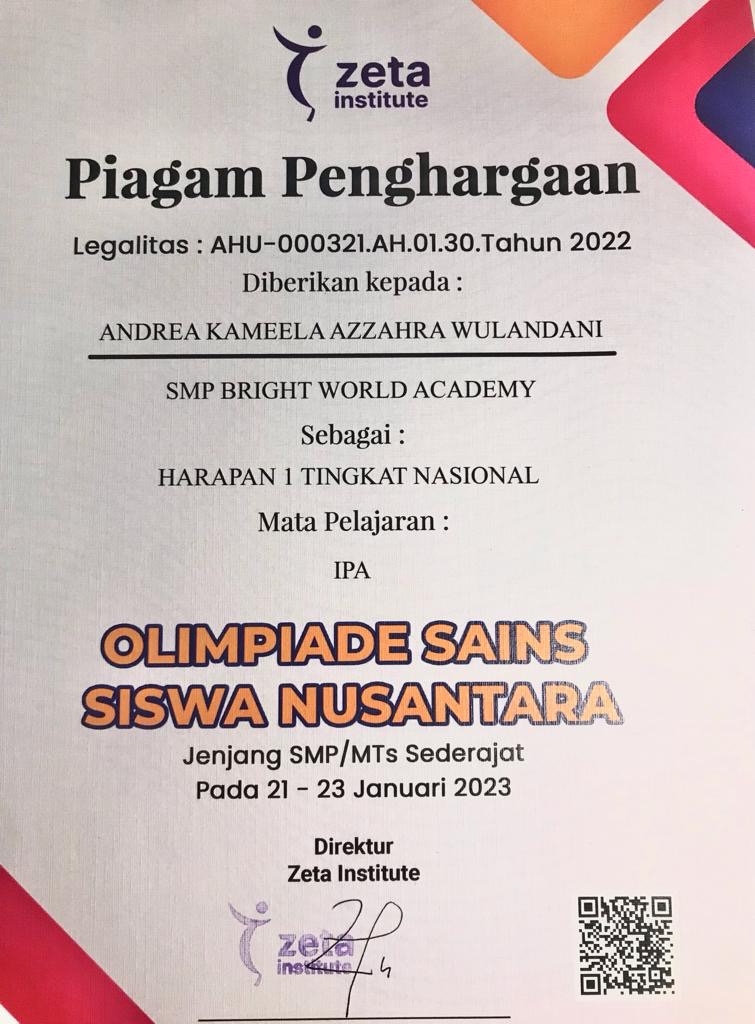 zeta
institute
Piagam Penghargaan
Legalitas : AHU-000321.AH.01.30.Tahun 2022
Diberikan kepada :
ANDREA KAMEELA AZZAHRA WULANDANI
SMP BRIGHT WORLD ACADEMY
Sebagai :
HARAPAN 1 TINGKAT NASIONAL
Mata Pelajaran :
IPA
OLIMPIADE SAINS
SISWA NUSANTARA
Jenjang SMP/MTs Sederajat
Pada 21 - 23 Januari 2023
Direktur
Zeta Institute
zeta
institute